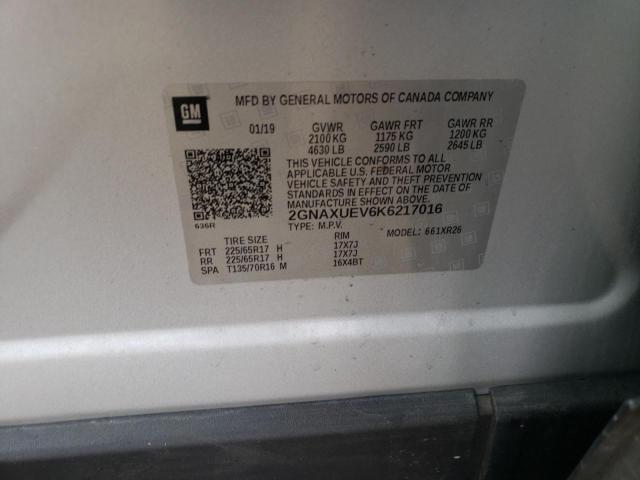 GM
MFD BY GENERAL MOTORS OF CANADA COMPANY
01/19 GVWR GAWR FRT GAWR RR
2100 KG 1175 KG 1200 KG
4630 LB 2590 LB 2645 LB
THIS VEHICLE CONFORMS TO ALL
APPLICABLE U.S. FEDERAL MOTOR
VEHICLE SAFETY AND THEFT PREVENTION
STANDARDS IN EFFECT ON THE DATE OF
MANUFACTURE SHOWN ABOVE.
2GNAXUEV6K6217016
636R TYPE: M.P.V. MODEL: 661XR26
TIRE SIZE RIM
FRT 225/65R17 H 17X7J
RR 225/65R17 H 17X7J
SPA T135/70R16 M 16X4BT